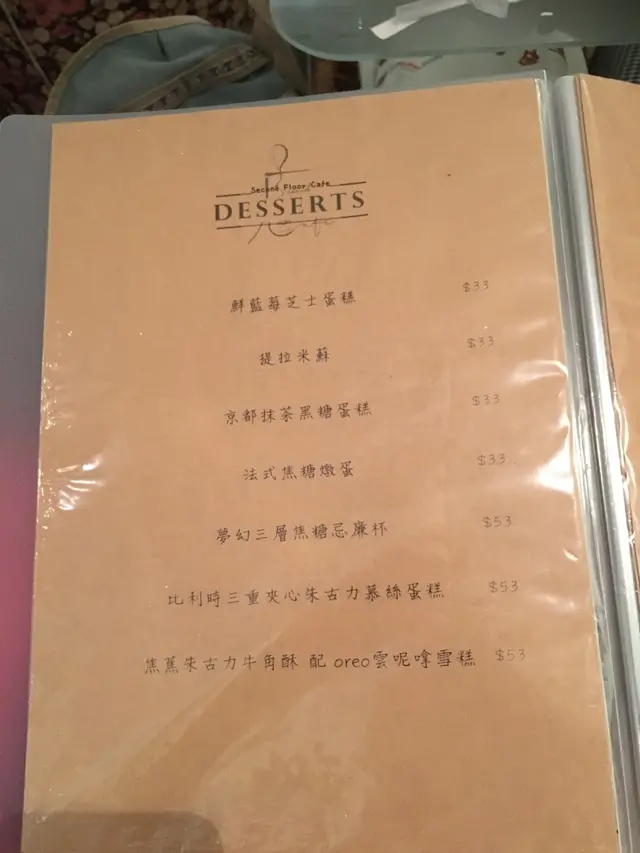 Second Floor Cafe
DESSERTS
鮮藍莓芝士蛋糕 $33
提拉米蘇 $33
京都抹茶黑糖蛋糕 $33
法式焦糖燉蛋 $33
夢幻三層焦糖忌廉杯 $53
比利時三重夾心朱古力慕絲蛋糕 $53
焦蕉朱古力牛角酥 配 oreo雲呢拿雪糕 $53